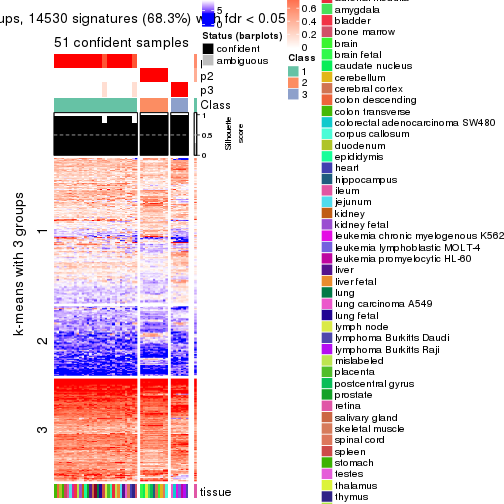 ups, 14530 signatures (68.3%) with fdr < 0.05
51 confident samples
p2
p3
Class
1
0.5
0
Silhouette
score
k-means with 3 groups
1
2
3
tissue
5
0
Status (barplots)
confident
ambiguous
0.6
0.4
0.2
0
Class
1
2
3
amygdala
bladder
bone marrow
brain
brain fetal
caudate nucleus
cerebellum
cerebral cortex
colon descending
colon transverse
colorectal adenocarcinoma SW480
corpus callosum
duodenum
epididymis
heart
hippocampus
ileum
jejunum
kidney
kidney fetal
leukemia chronic myelogenous K562
leukemia lymphoblastic MOLT-4
leukemia promyelocytic HL-60
liver
liver fetal
lung
lung carcinoma A549
lung fetal
lymph node
lymphoma Burkitts Daudi
lymphoma Burkitts Raji
mislabeled
placenta
postcentral gyrus
prostate
retina
salivary gland
skeletal muscle
spinal cord
spleen
stomach
testes
thalamus
thymus